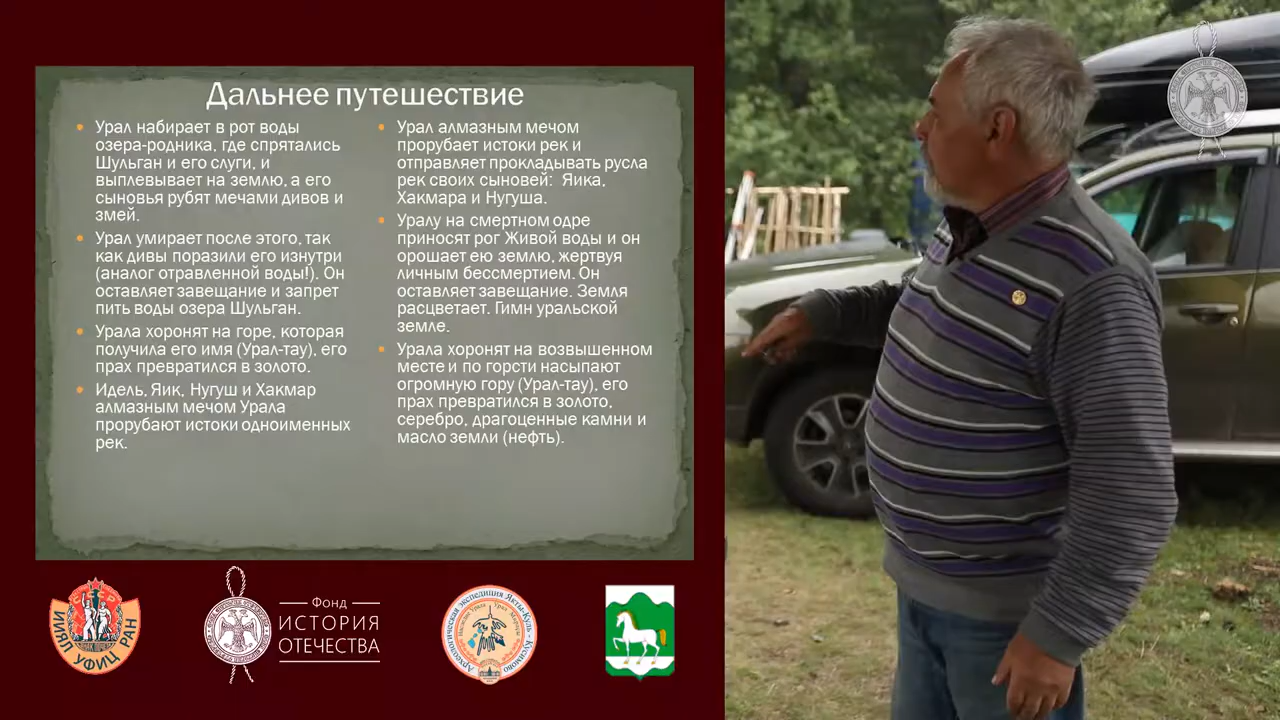 Дальнее путешествие
Урал набирает в рот воды
озера-родника, где спрятались
Шульган и его слуги, и
выплевывает на землю, а его
сыновья рубят мечами дивов и
змей.
Урал умирает после этого, так
как дивы поразили его изнутри
(аналог отравленной воды!). Он
оставляет завещание и запрет
пить воды озера Шульган.
Урала хоронят на горе, которая
получила его имя (Урал-тау), его
прах превратился в золото.
Идель, Яик, Нугуш и Хакмар
алмазным мечом Урала
прорубают истоки одноименных
рек.
Урал алмазным мечом
прорубает истоки рек и
отправляет прокладывать русла
рек своих сыновей: Яика,
Хакмара и Нугуша.
Уралу на смертном одре
приносят рог Живой воды и он
орошает ею землю, жертвуя
личным бессмертием. Он
оставляет завещание. Земля
расцветает. Гимн уральской
земле.
Урала хоронят на возвышенном
месте и по горсти насыпают
огромную гору (Урал-тау), его
прах превратился в золото,
серебро, драгоценные камни и
масло земли (нефть).
ИИЯЛ УФИЦ РАН
Фонд
ИСТОРИЯ
ОТЕЧЕСТВА
Археологическая экспедиция Якты-Куль - Кусимово